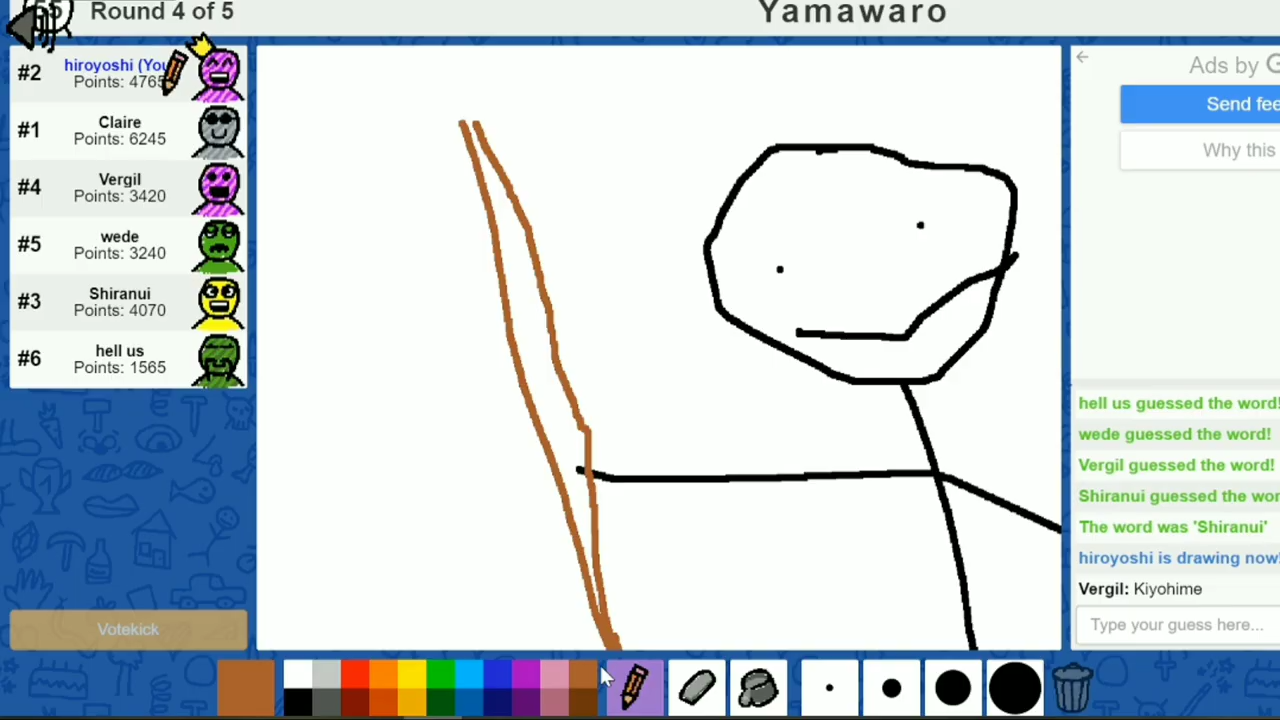 Round 4 of 5
Yamawaro
#2
hiroyoshi (You
Points: 4765
#1
Claire
Points: 6245
#4
Vergil
Points: 3420
#5
wede
Points: 3240
#3
Shiranui
Points: 4070
#6
hell us
Points: 1565
Votekick
Ads by G
Send fee
Why this
hell us guessed the word!
wede guessed the word!
Vergil guessed the word!
Shiranui guessed the wor
The word was 'Shiranui'
hiroyoshi is drawing now!
Vergil: Kiyohime
Type your guess here...